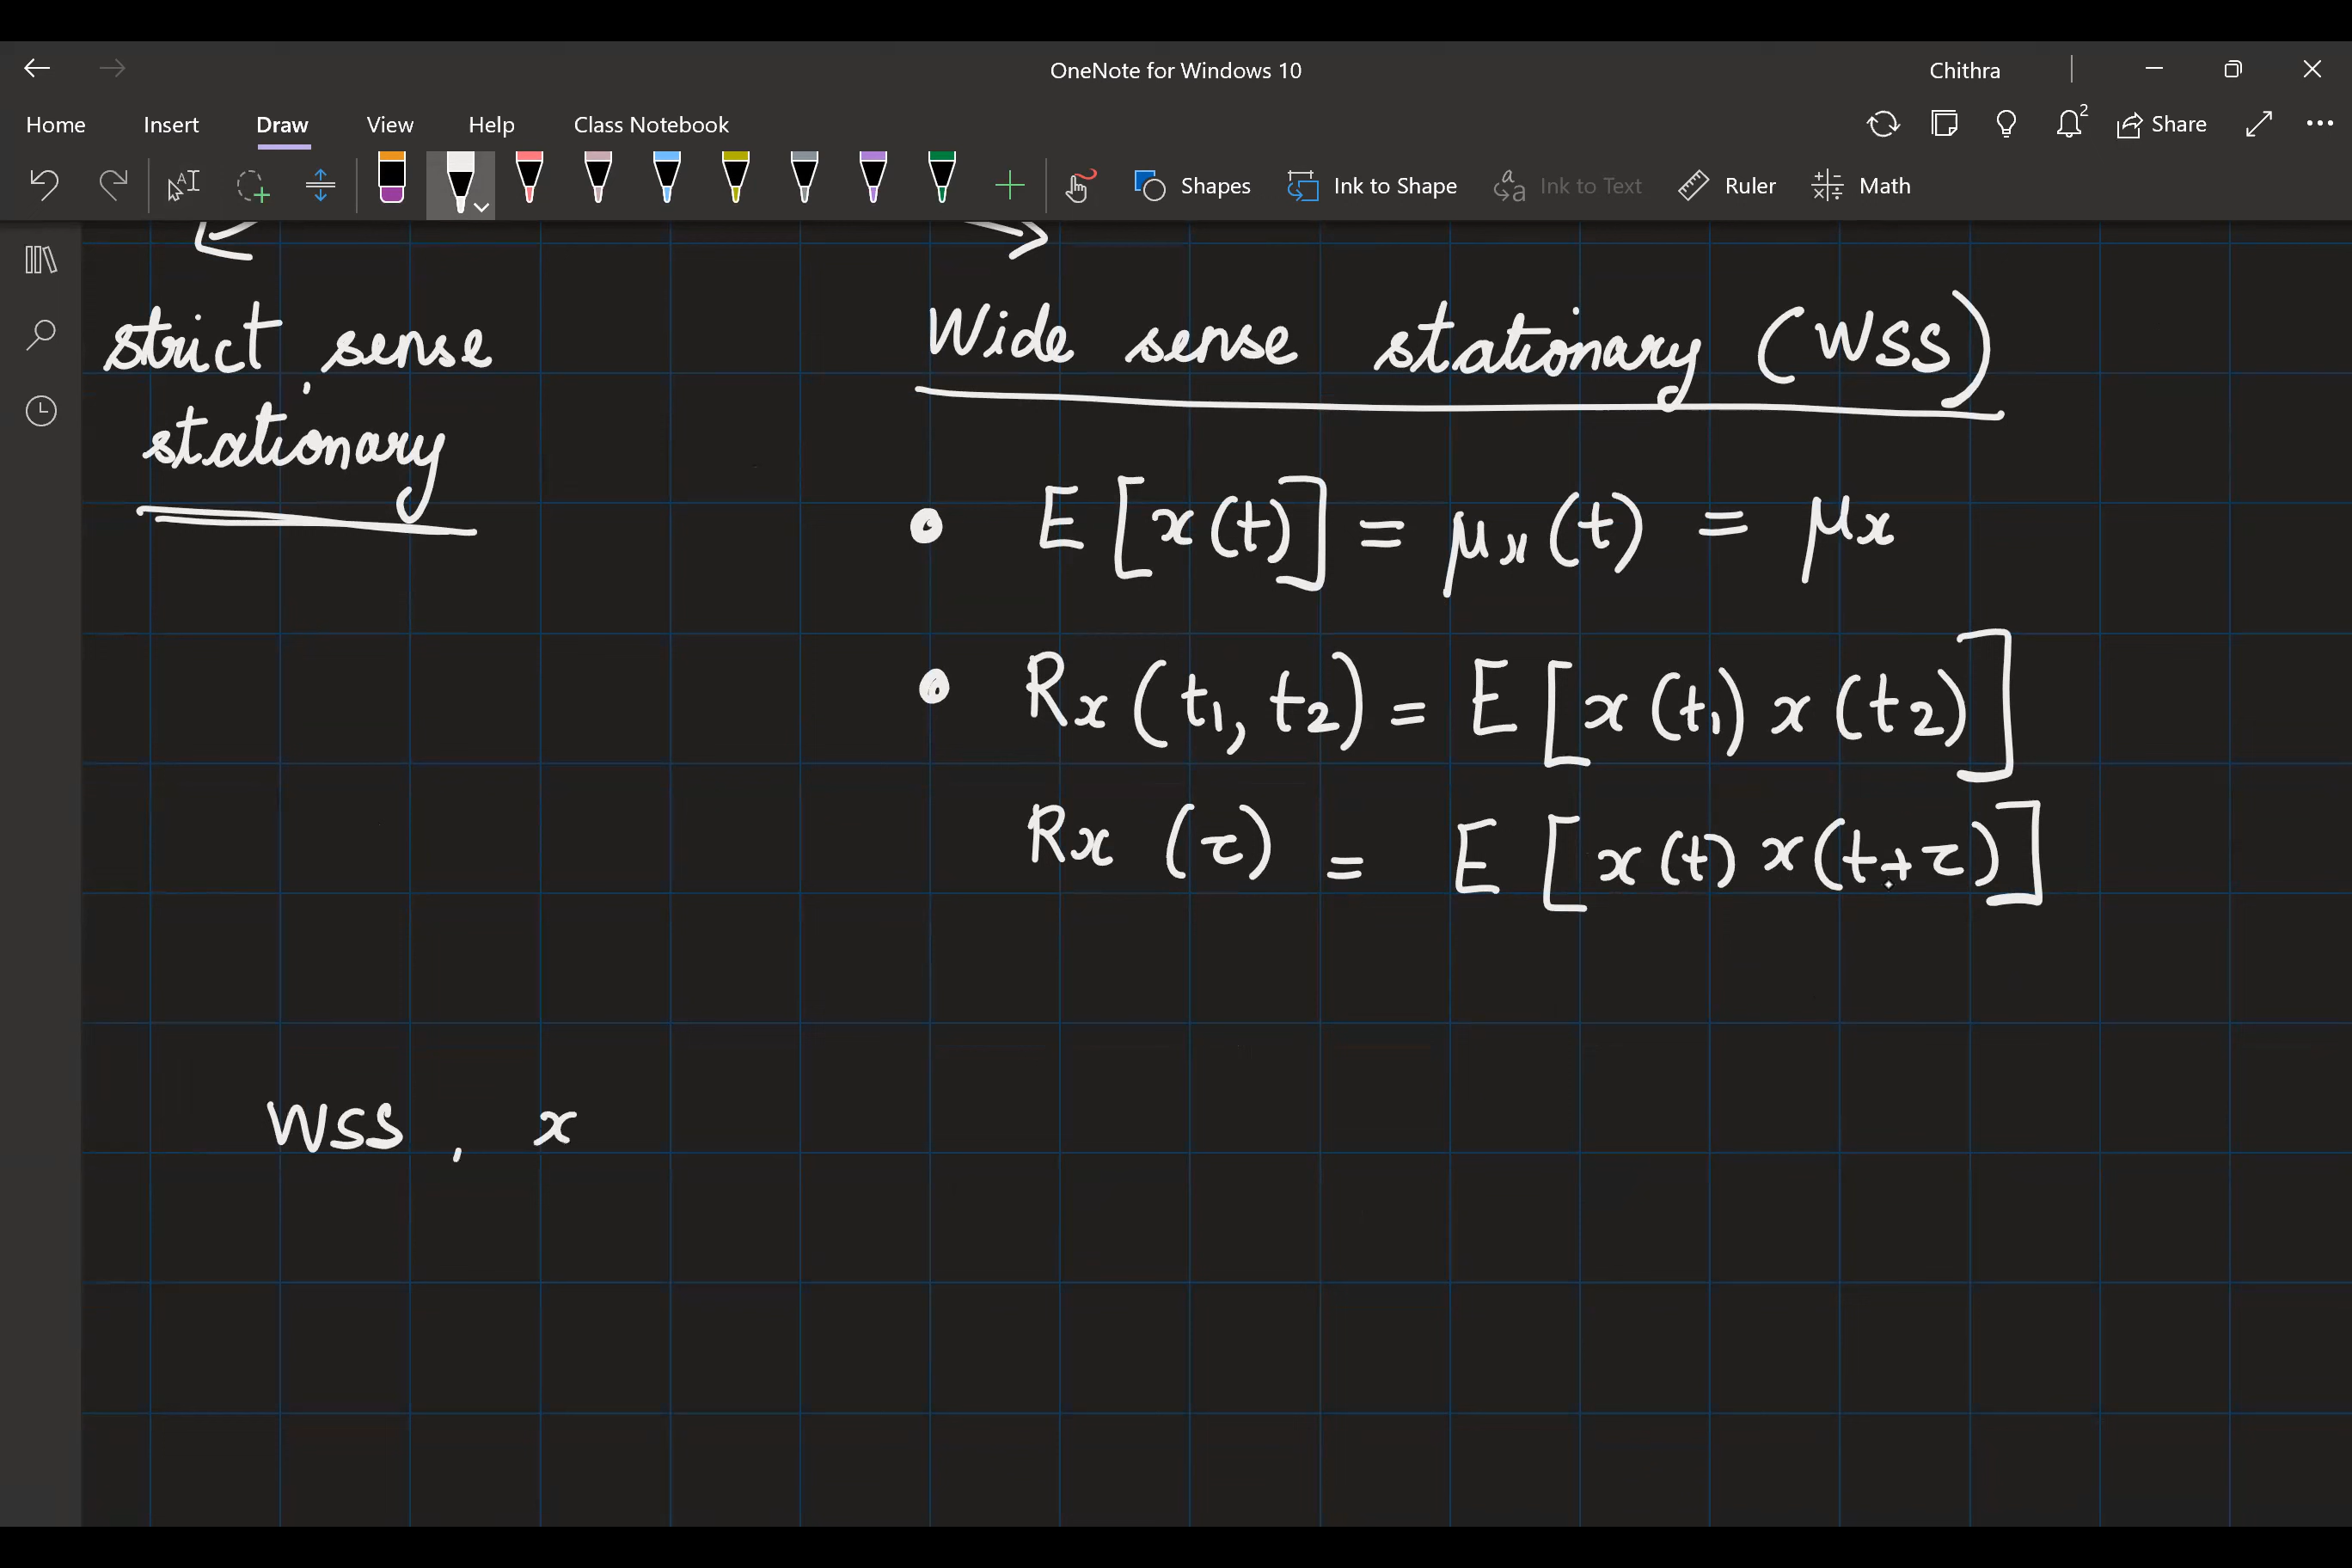 OneNote for Windows 10
Chithra
Home Insert Draw View Help Class Notebook
2 Share
Shapes Ink to Shape Ink to Text Ruler Math
strict sense
stationary
Wide sense stationary (WSS)
• E[x(t)] = μx(t) = μx
• Rx(t1, t2) = E[x(t1) x(t2)]
Rx(τ) = E[x(t) x(t+τ)]
WSS, x